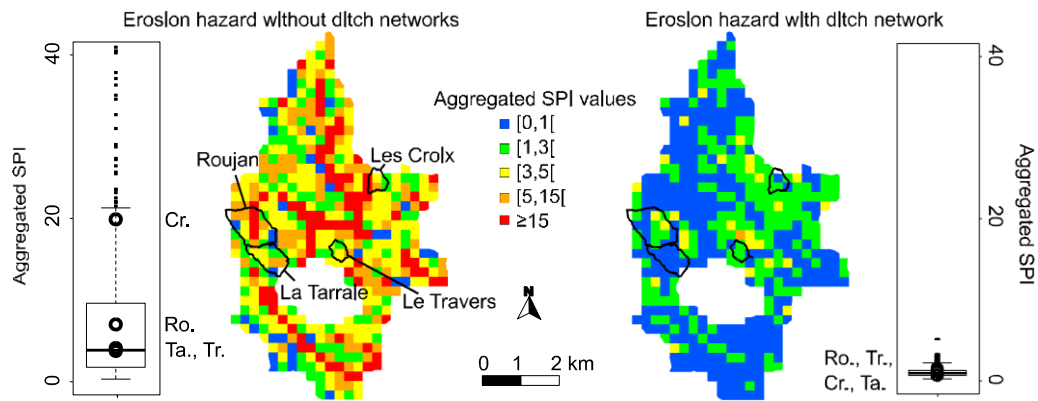 Erosion hazard without ditch networks
Erosion hazard with ditch network
40
20
0
Aggregated SPI
Cr.
Ro.
Ta., Tr.
Roujan
Les Croix
La Tarrale
Le Travers
Aggregated SPI values
[0,1[
[1,3[
[3,5[
[5,15[
≥15
N
0 1 2 km
Ro., Tr.,
Cr., Ta.
40
20
0
Aggregated SPI